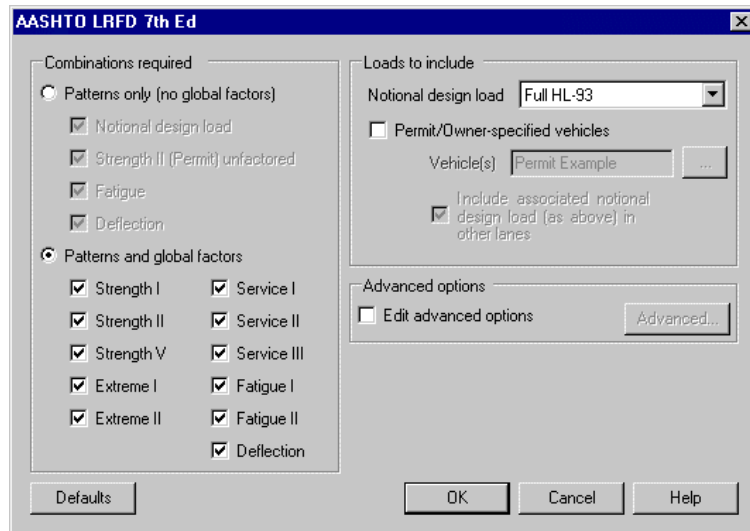 AASHTO LRFD 7th Ed
Combinations required
Patterns only (no global factors)
Notional design load
Strength II (Permit) unfactored
Fatigue
Deflection
Patterns and global factors
Strength I
Service I
Strength II
Service II
Strength V
Service III
Extreme I
Fatigue I
Extreme II
Fatigue II
Deflection
Loads to include
Notional design load
Full HL-93
Permit/Owner-specified vehicles
Vehicle(s)
Permit Example
...
Include associated notional
design load (as above) in
other lanes
Advanced options
Edit advanced options
Advanced...
Defaults
OK
Cancel
Help